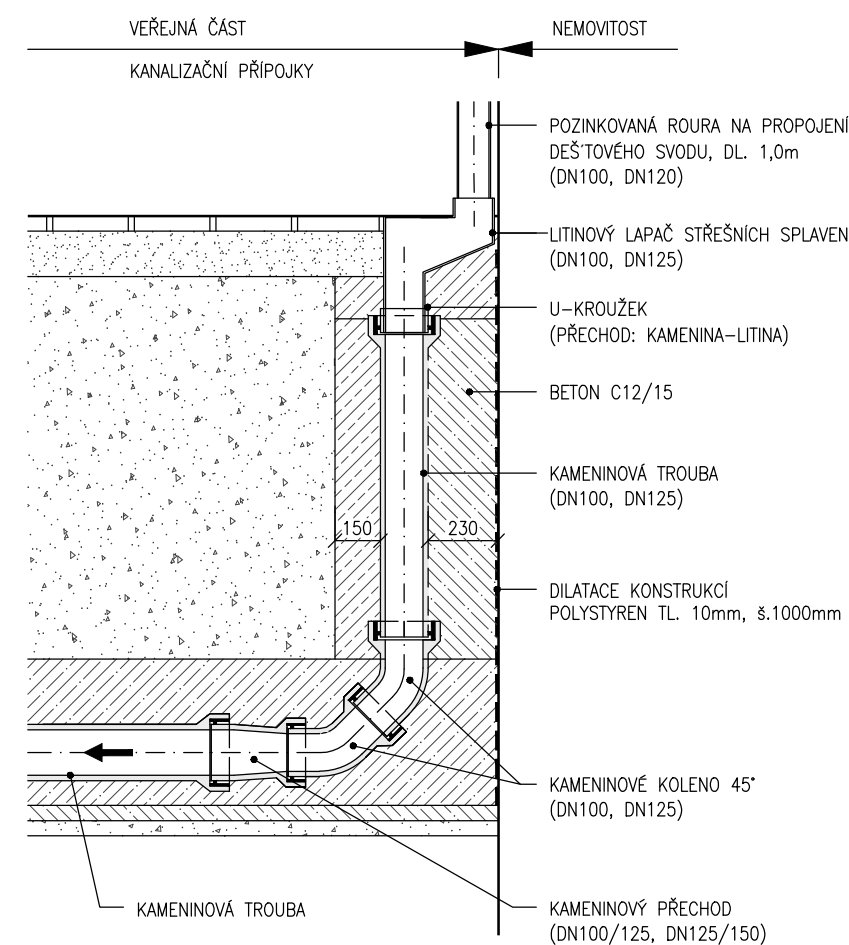 VEŘEJNÁ ČÁST
NEMOVITOST
KANALIZAČNÍ PŘÍPOJKY
POZINKOVANÁ ROURA NA PROPOJENÍ
DEŠŤOVÉHO SVODU, DL. 1,0m
(DN100, DN120)
LITINOVÝ LAPAČ STŘEŠNÍCH SPLAVEN
(DN100, DN125)
U-KROUŽEK
(PŘECHOD: KAMENINA-LITINA)
BETON C12/15
KAMENINOVÁ TROUBA
(DN100, DN125)
150
230
DILATACE KONSTRUKCÍ
POLYSTYREN TL. 10mm, š.1000mm
KAMENINOVÉ KOLENO 45°
(DN100, DN125)
KAMENINOVÁ TROUBA
KAMENINOVÝ PŘECHOD
(DN100/125, DN125/150)